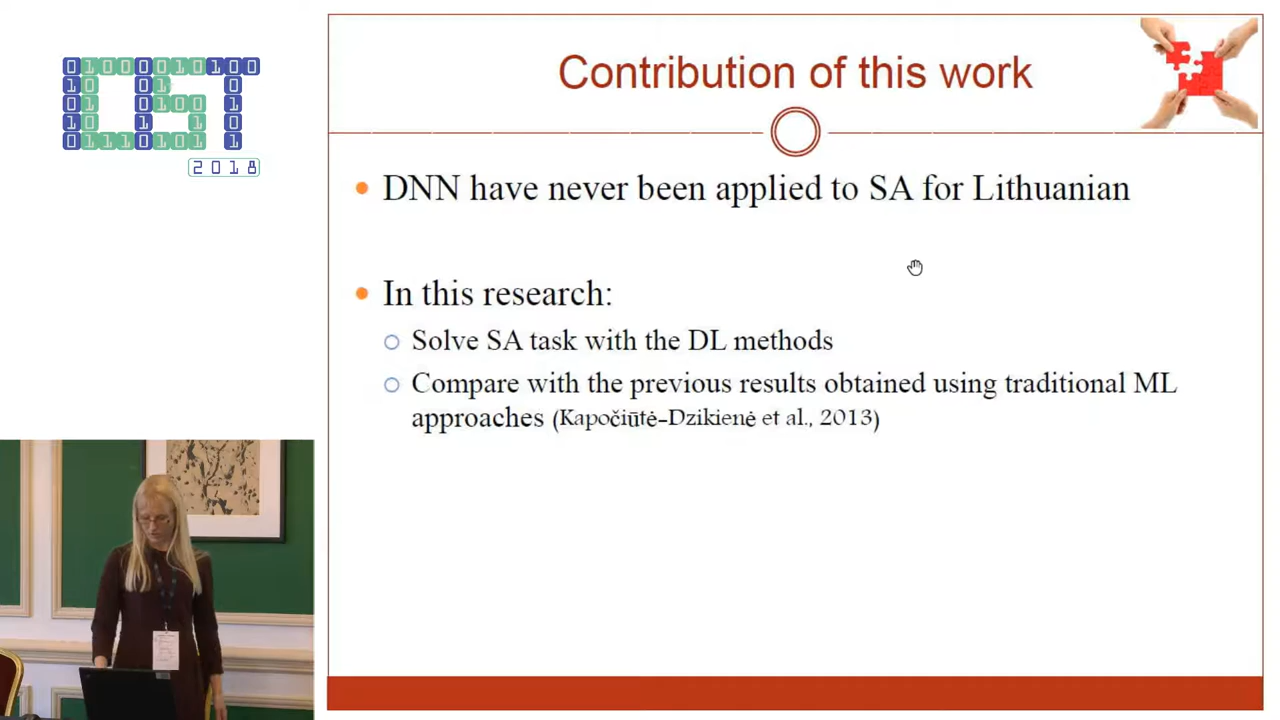 2018
Contribution of this work
DNN have never been applied to SA for Lithuanian
In this research:
Solve SA task with the DL methods
Compare with the previous results obtained using traditional ML
approaches (Kapočiūtė-Dzikienė et al., 2013)